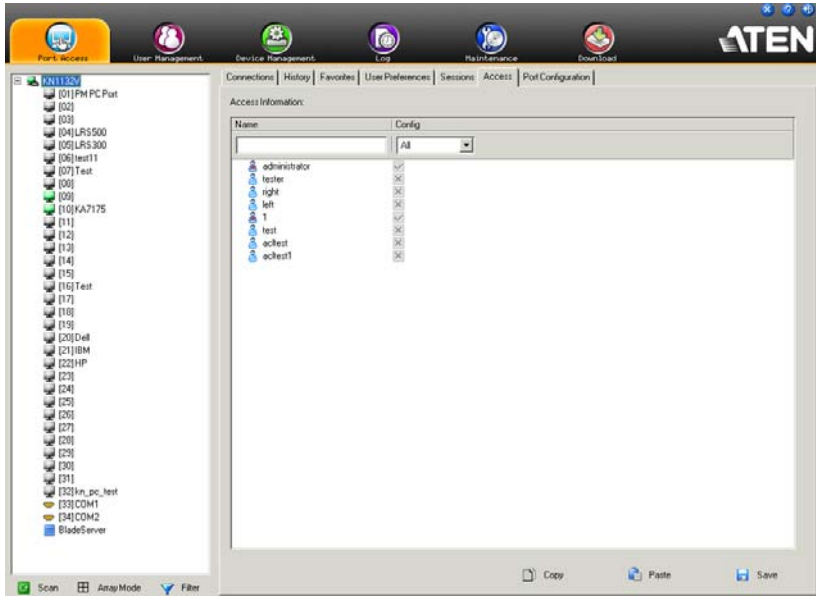 ATEN
Port Access
User Management
Device Management
Log
Maintenance
Download
KN1132V
[01]PM PC Port
[02]
[03]
[04]LRS500
[05]LRS300
[06]test11
[07]Test
[08]
[09]
[10]KA7175
[11]
[12]
[13]
[14]
[15]
[16]Test
[17]
[18]
[19]
[20]Dell
[21]IBM
[22]HP
[23]
[24]
[25]
[26]
[27]
[28]
[29]
[30]
[31]
[32]kn_pc_test
[33]COM1
[34]COM2
BladeServer
Scan
Array Mode
Filter
Connections
History
Favorites
User Preferences
Sessions
Access
Port Configuration
Access Information:
Name
Config
All
administrator
tester
right
left
1
test
acltest
acltest1
Copy
Paste
Save